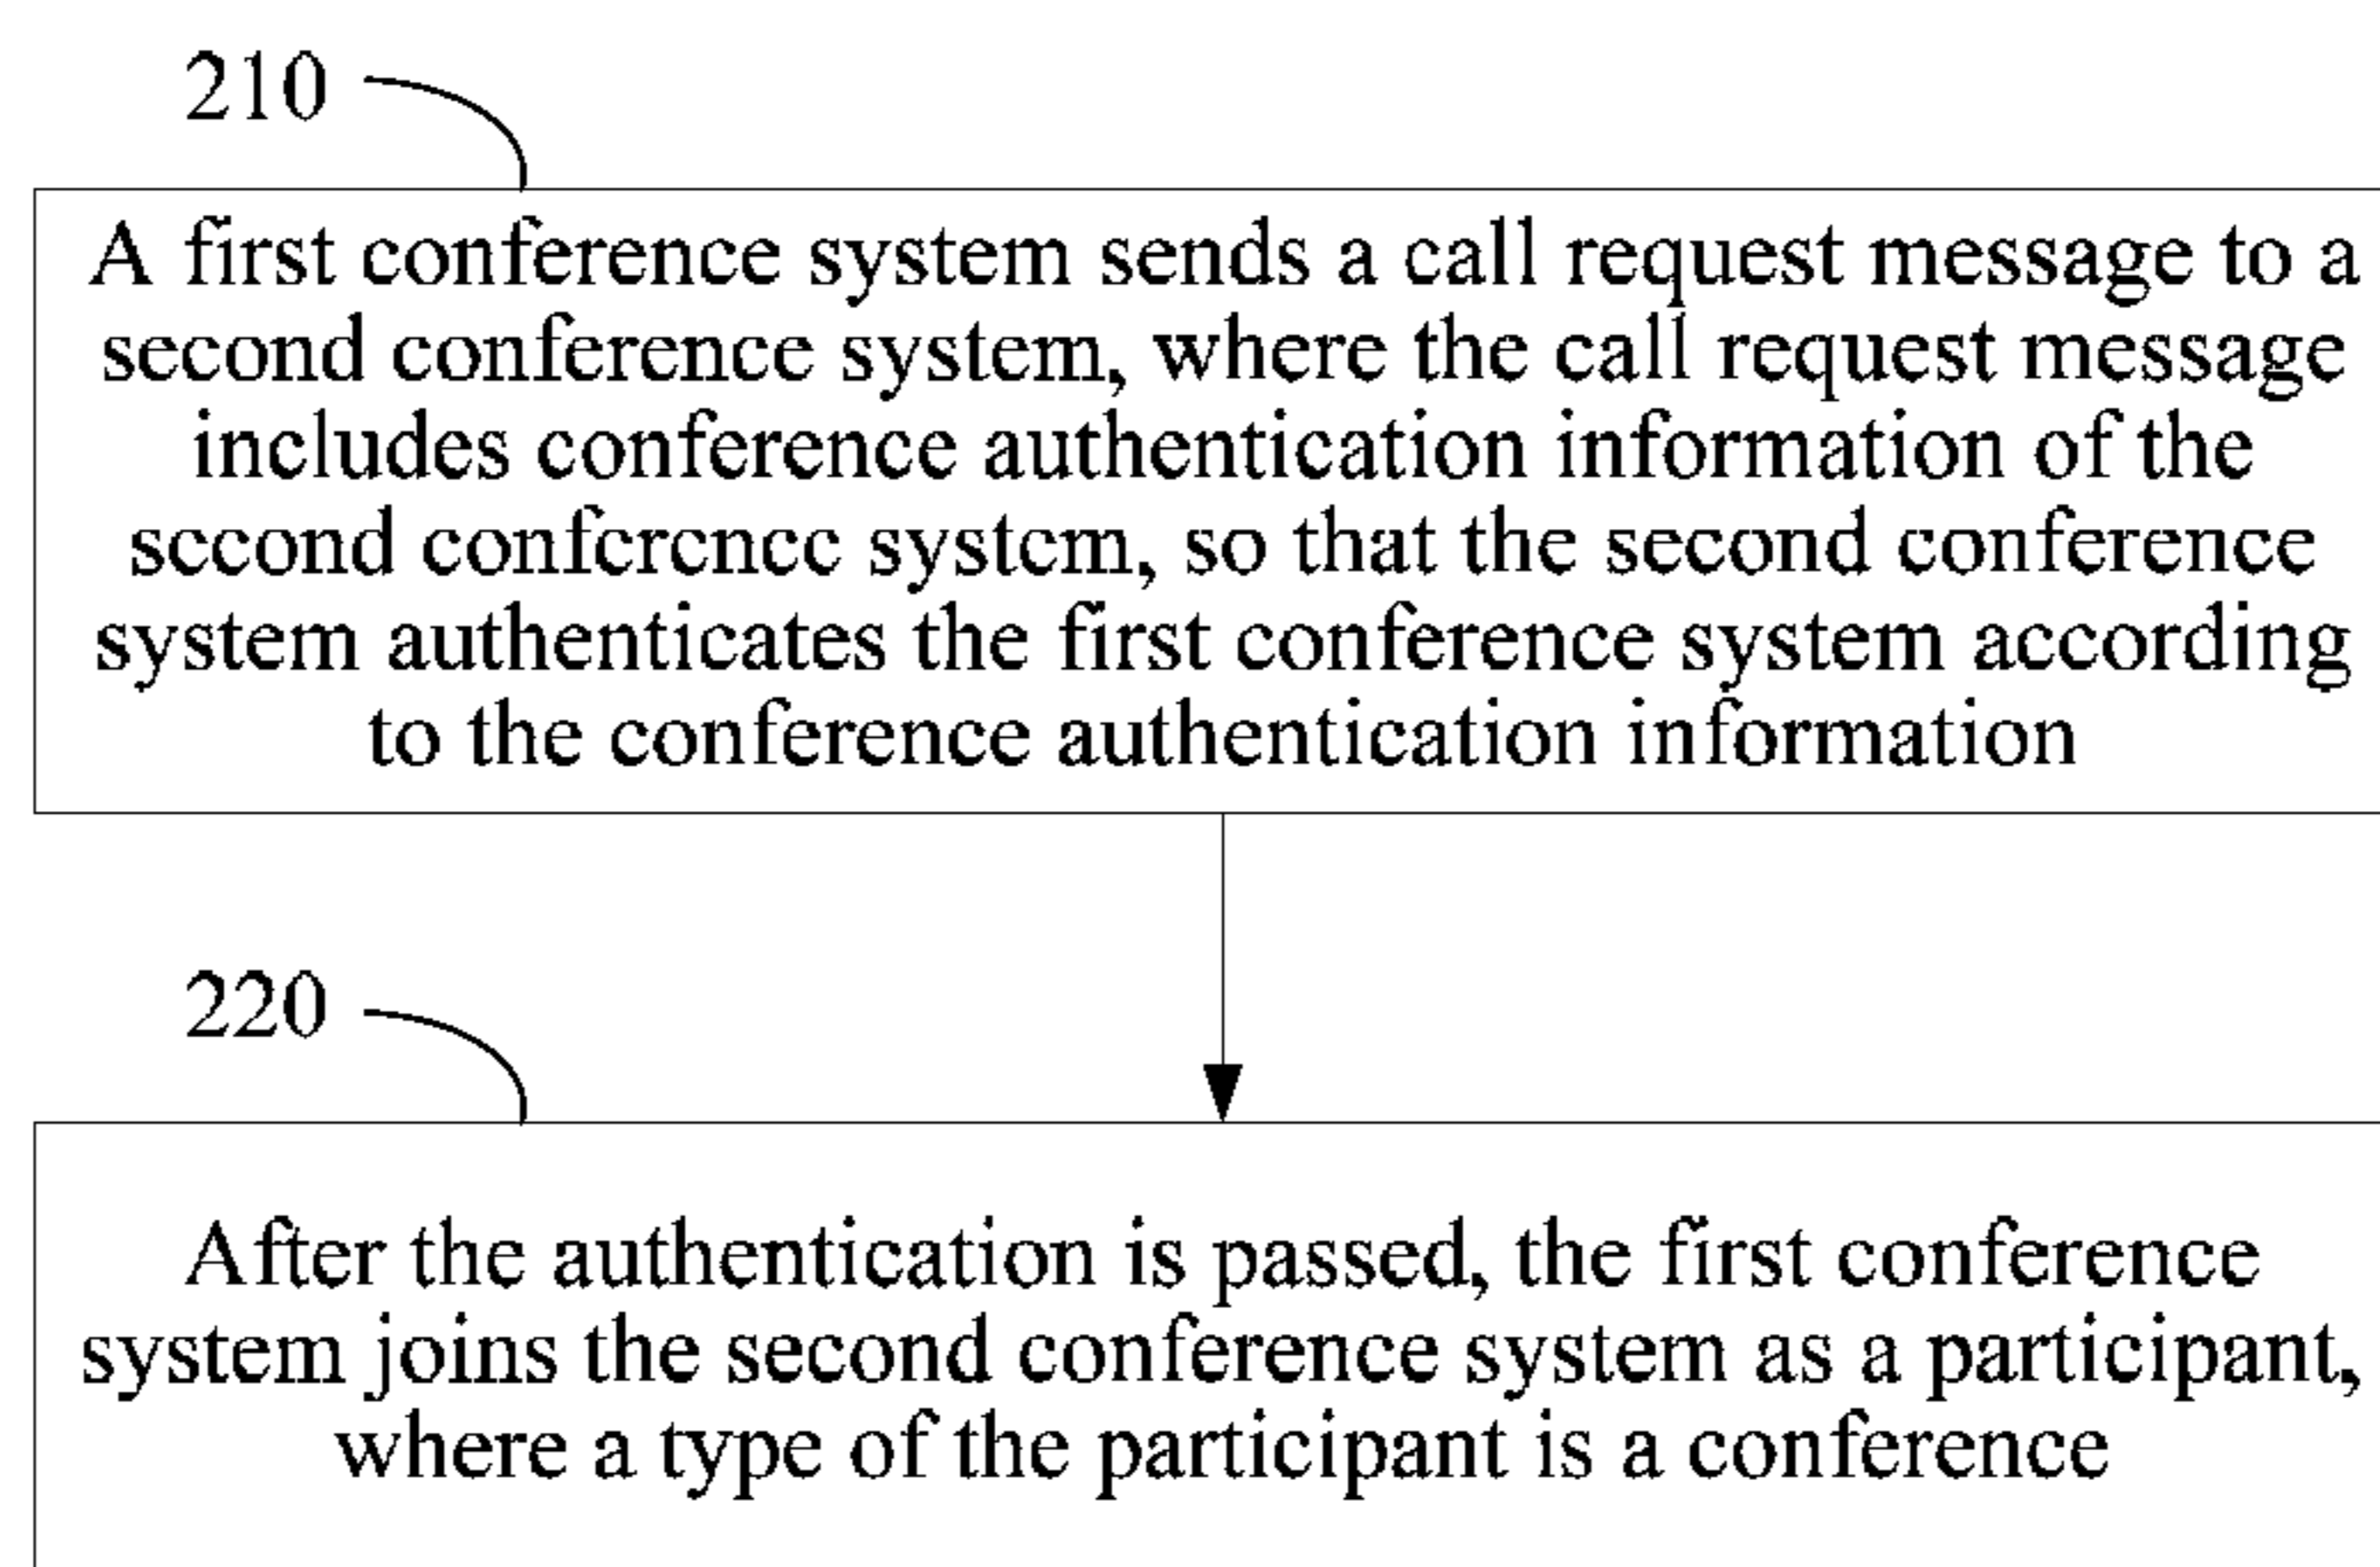 210
A first conference system sends a call request message to a
second conference system, where the call request message
includes conference authentication information of the
second conference system, so that the second conference
system authenticates the first conference system according
to the conference authentication information
220
After the authentication is passed, the first conference
system joins the second conference system as a participant,
where a type of the participant is a conference